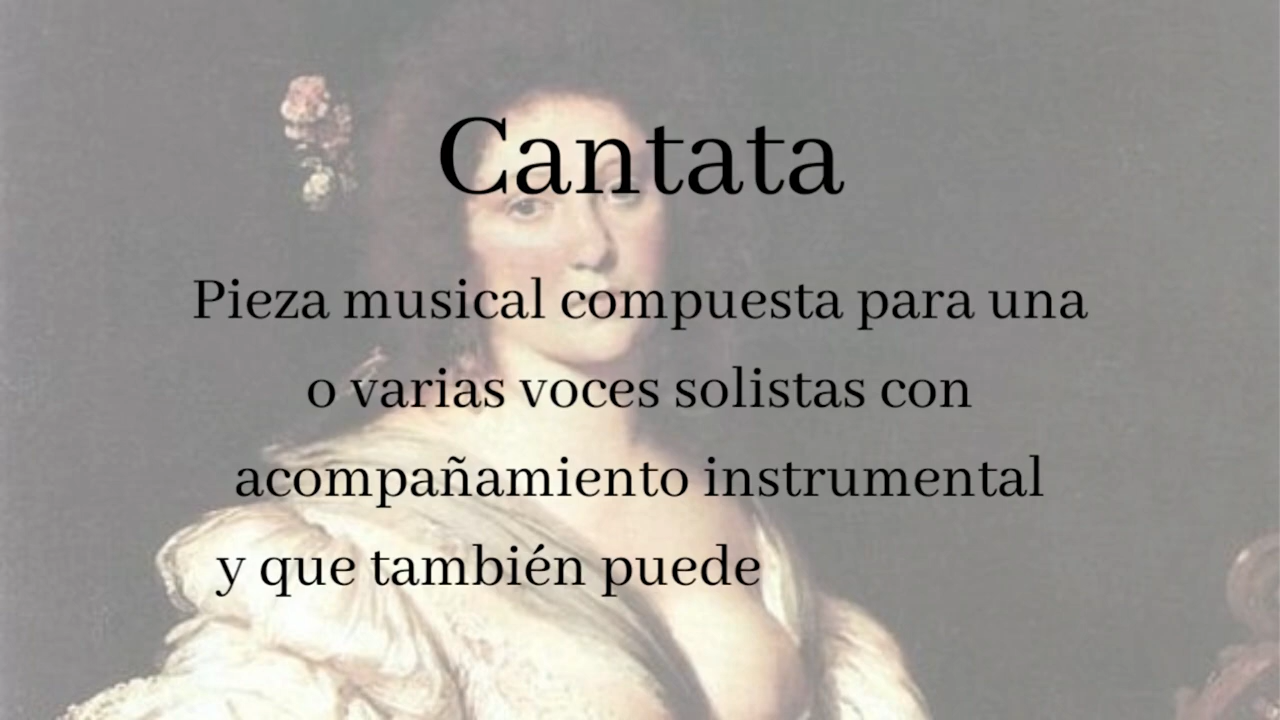 Cantata
Pieza musical compuesta para una
o varias voces solistas con
acompañamiento instrumental
y que también puede